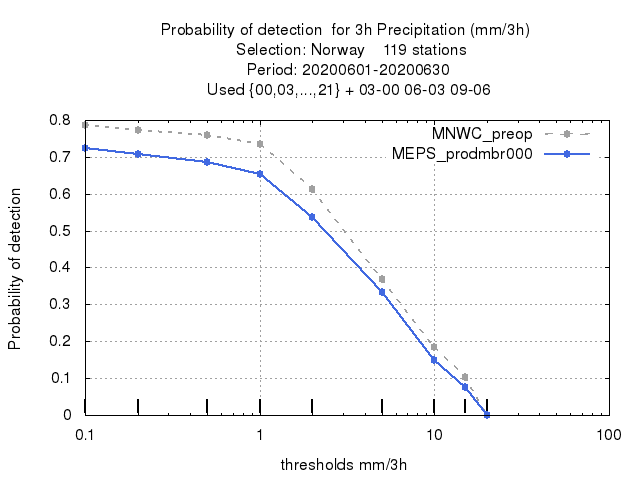 Probability of detection  for 3h Precipitation (mm/3h)
Selection: Norway    119 stations
Period: 20200601-20200630
Used {00,03,...,21} + 03-00 06-03 09-06
MNWC_preop
MEPS_prodmbr000
Probability of detection
0.8
0.7
0.6
0.5
0.4
0.3
0.2
0.1
0
0.1 1 10 100
thresholds mm/3h